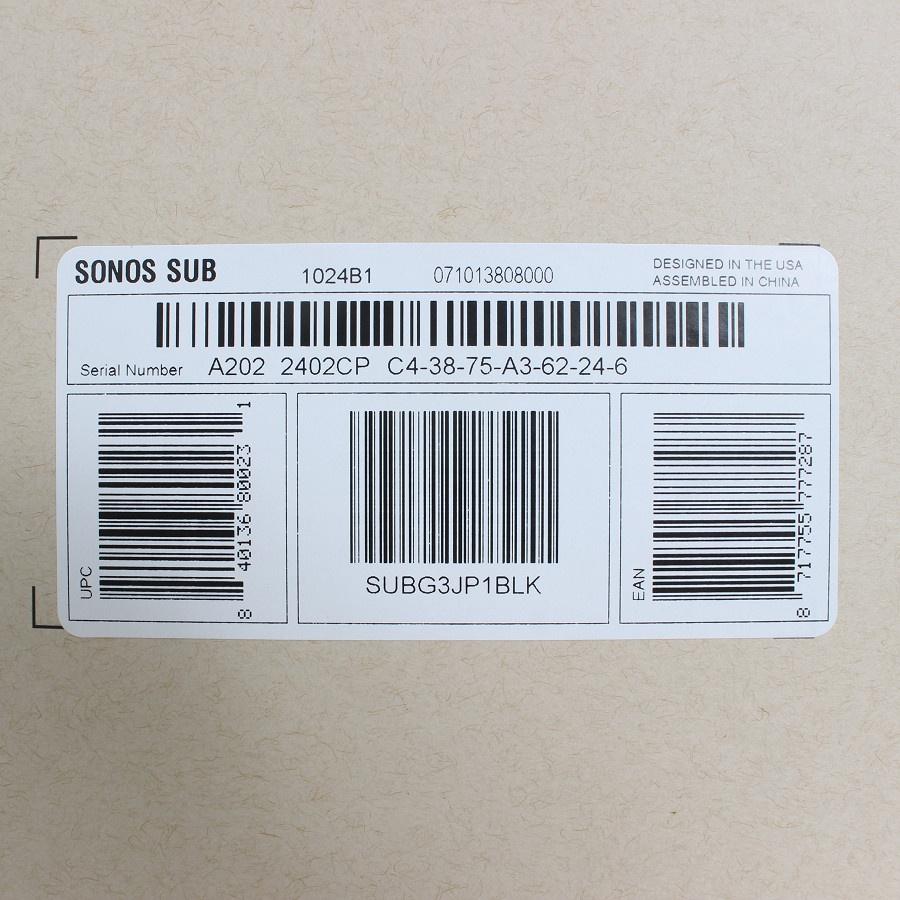 SONOS SUB 1024B1 071013808000 DESIGNED IN THE USA
ASSEMBLED IN CHINA
Serial Number A202 2402CP C4-38-75-A3-62-24-6
UPC
8 40136 80023 1
SUBG3JP1BLK
EAN
8 717755 777287